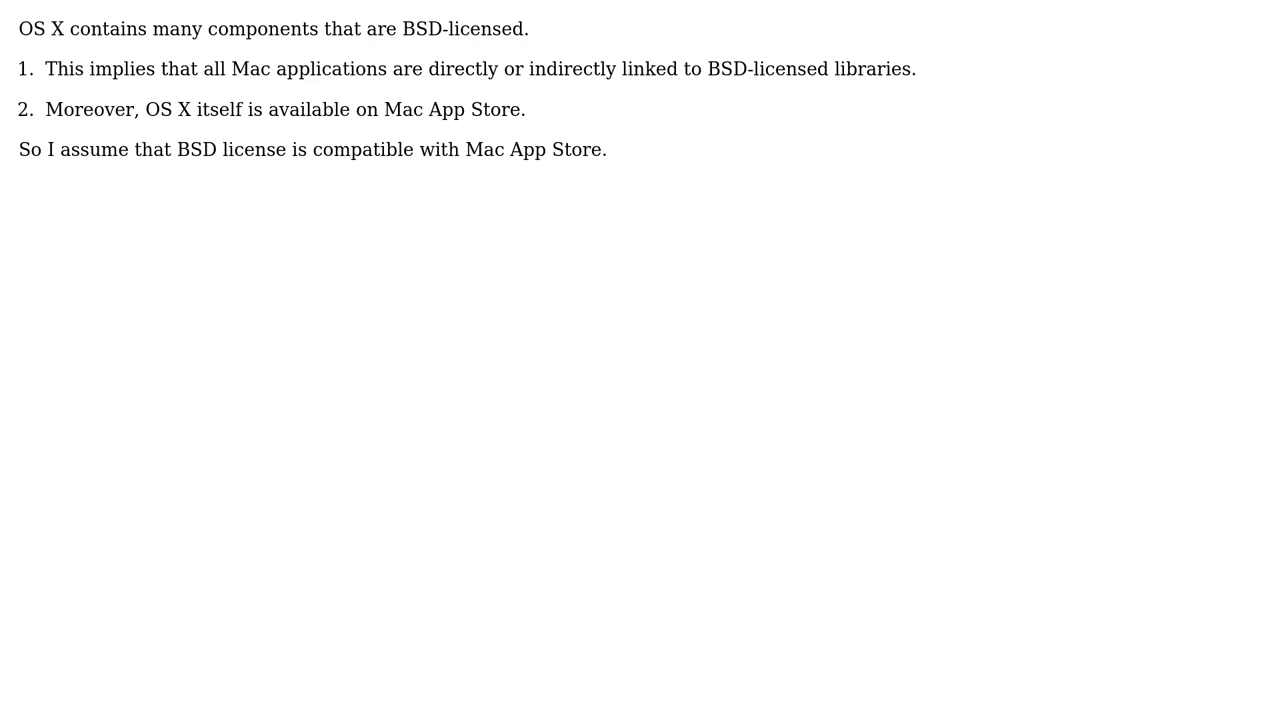 OS X contains many components that are BSD-licensed.
1. This implies that all Mac applications are directly or indirectly linked to BSD-licensed libraries.
2. Moreover, OS X itself is available on Mac App Store.
So I assume that BSD license is compatible with Mac App Store.